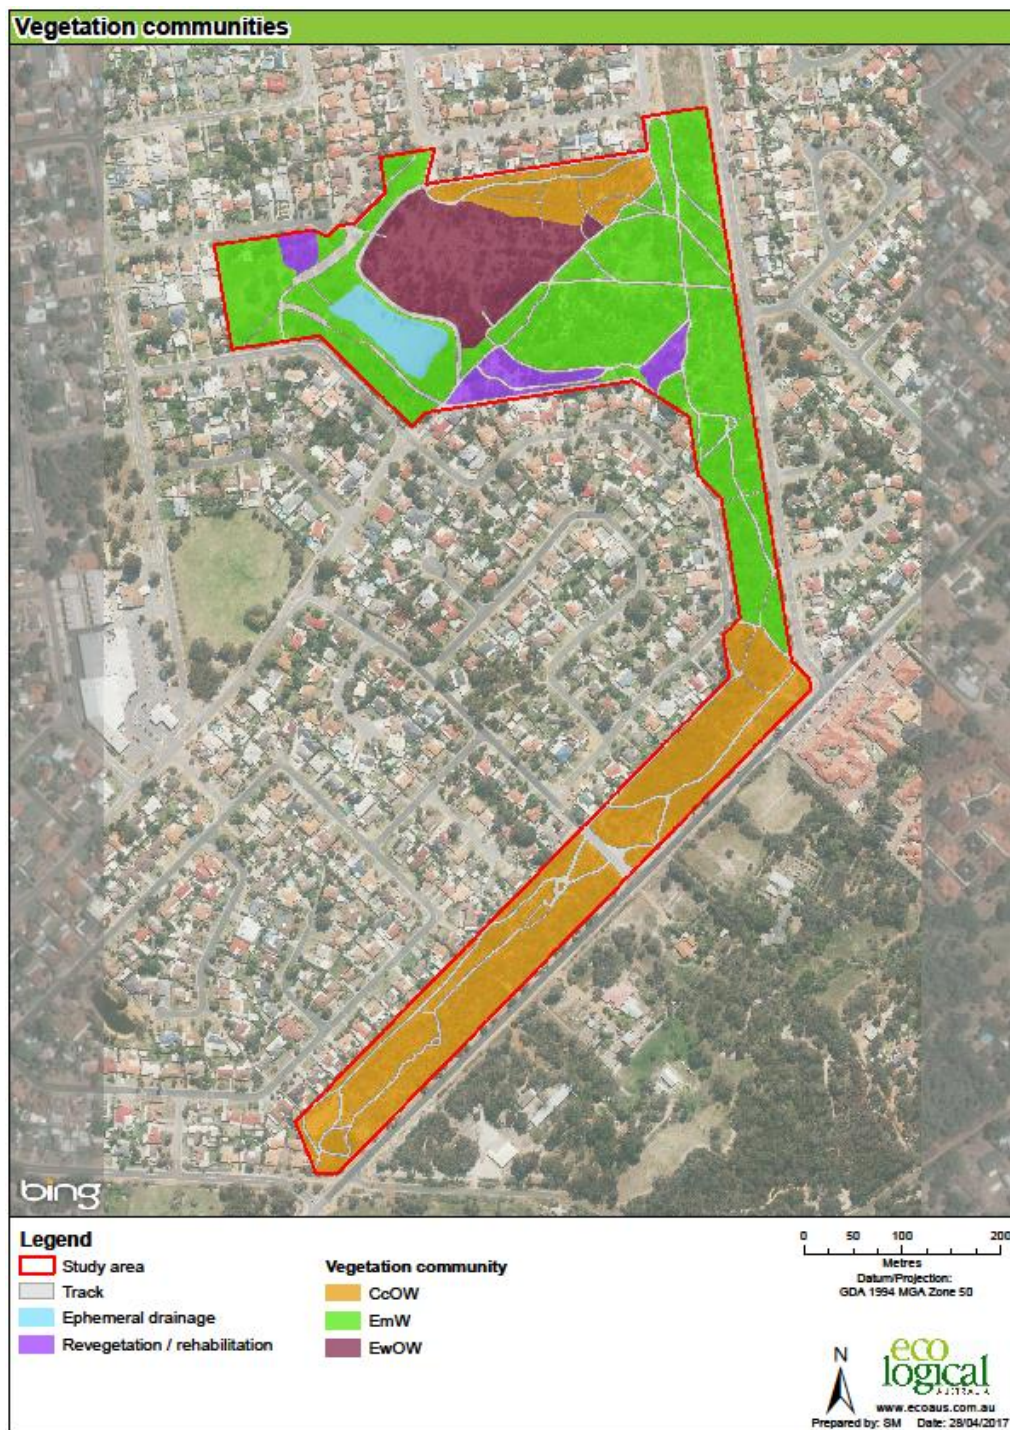 Vegetation communities
bing
Legend
Study area
Track
Ephemeral drainage
Revegetation / rehabilitation
Vegetation community
CcOW
EmW
EwOW
0 50 100 200
Metres
Datum/Projection:
GDA 1994 MGA Zone 50
N
eco
logical
AUSTRALIA
www.ecoaus.com.au
Prepared by: SM Date: 28/04/2017